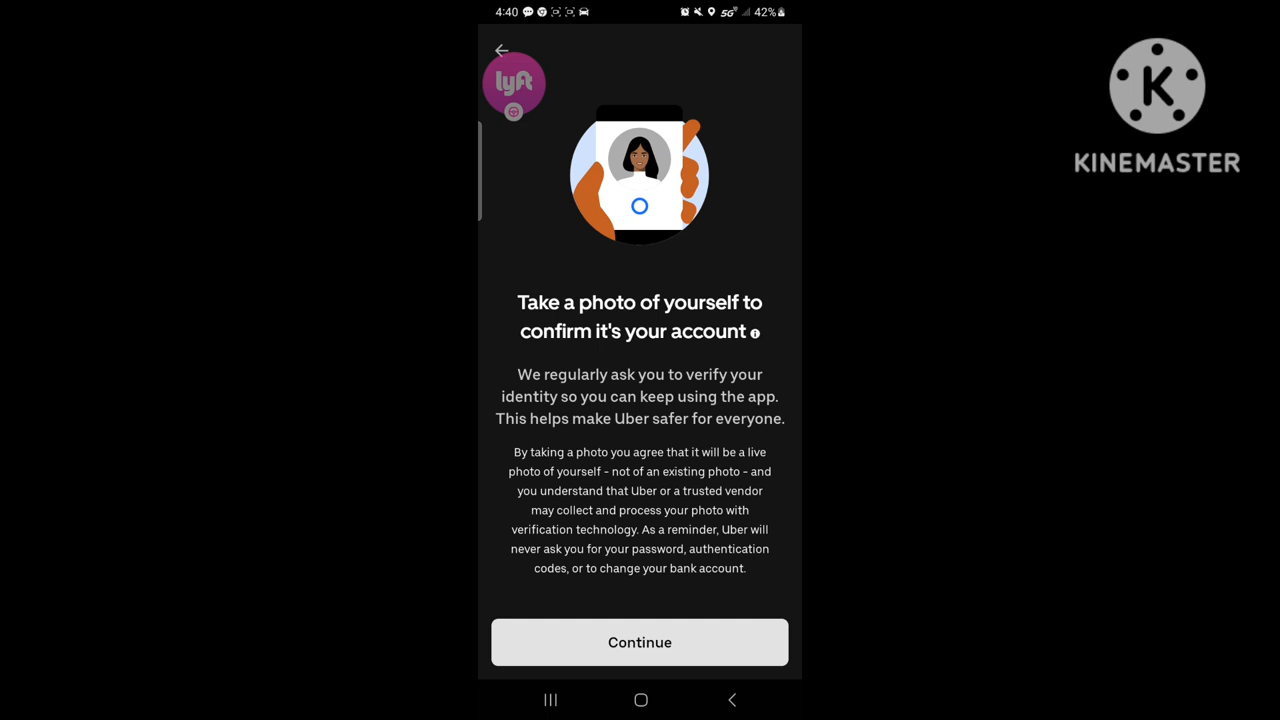 4:40
5G
42%
lyft
K
KINEMASTER
Take a photo of yourself to
confirm it's your account
We regularly ask you to verify your
identity so you can keep using the app.
This helps make Uber safer for everyone.
By taking a photo you agree that it will be a live
photo of yourself - not of an existing photo - and
you understand that Uber or a trusted vendor
may collect and process your photo with
verification technology. As a reminder, Uber will
never ask you for your password, authentication
codes, or to change your bank account.
Continue